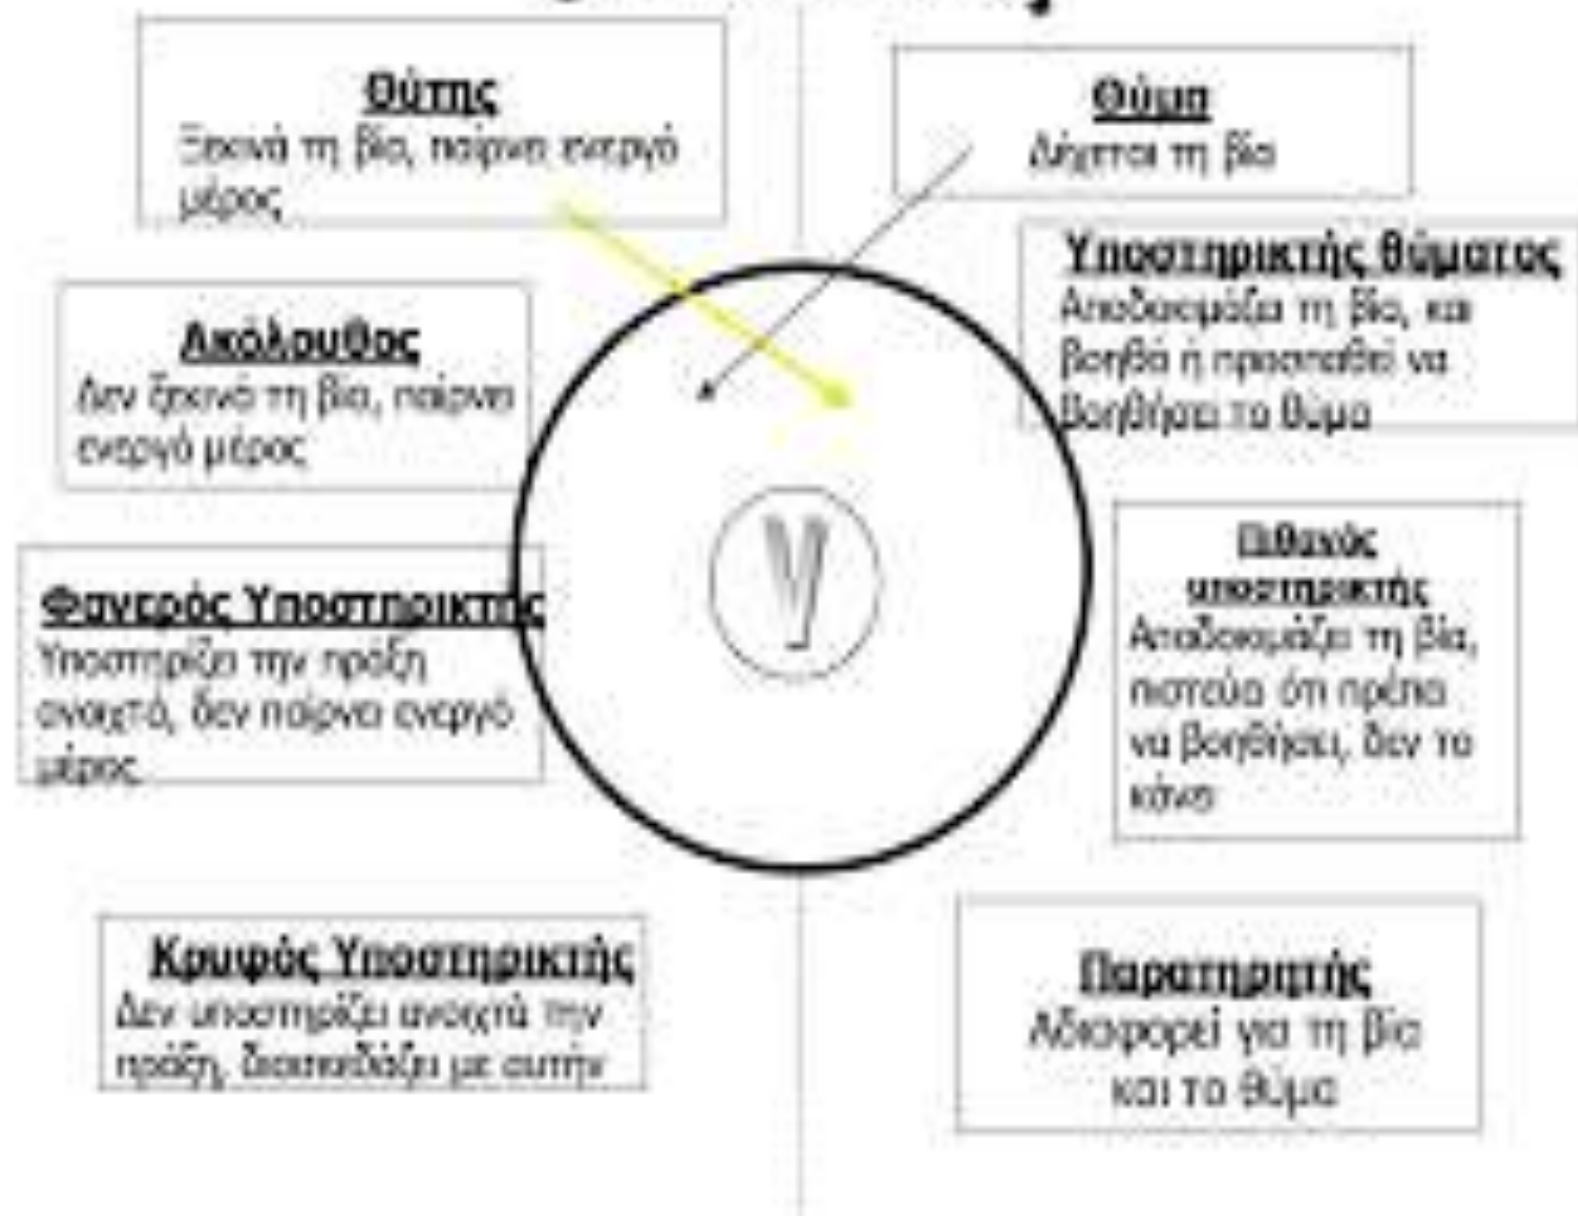 Θύτης
Ξεκινά τη βία, παίρνει ενεργό
μέρος
Θύμα
Δέχεται τη βία
Ακόλουθος
Δεν ξεκινά τη βία, παίρνει
ενεργό μέρος
Υποστηρικτής θύματος
Αποδοκιμάζει τη βία, και
βοηθά ή προσπαθεί να
βοηθήσει το θύμα
Φανερός Υποστηρικτής
Υποστηρίζει την πράξη
ανοιχτά, δεν παίρνει ενεργό
μέρος
Πιθανός
υποστηρικτής
Αποδοκιμάζει τη βία,
πιστεύει ότι πρέπει
να βοηθήσει, δεν το
κάνει
Κρυφός Υποστηρικτής
Δεν υποστηρίζει ανοιχτά την
πράξη, διασκεδάζει με αυτήν
Παρατηρητής
Αδιαφορεί για τη βία
και το θύμα